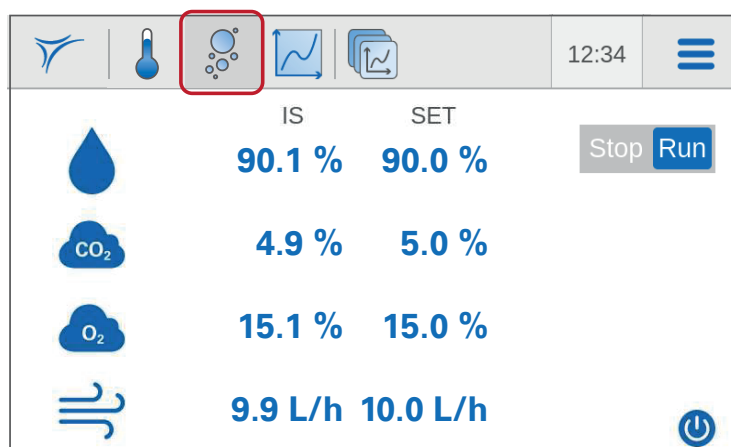 12:34
IS SET
90.1 % 90.0 % Stop Run
CO₂ 4.9 % 5.0 %
O₂ 15.1 % 15.0 %
9.9 L/h 10.0 L/h